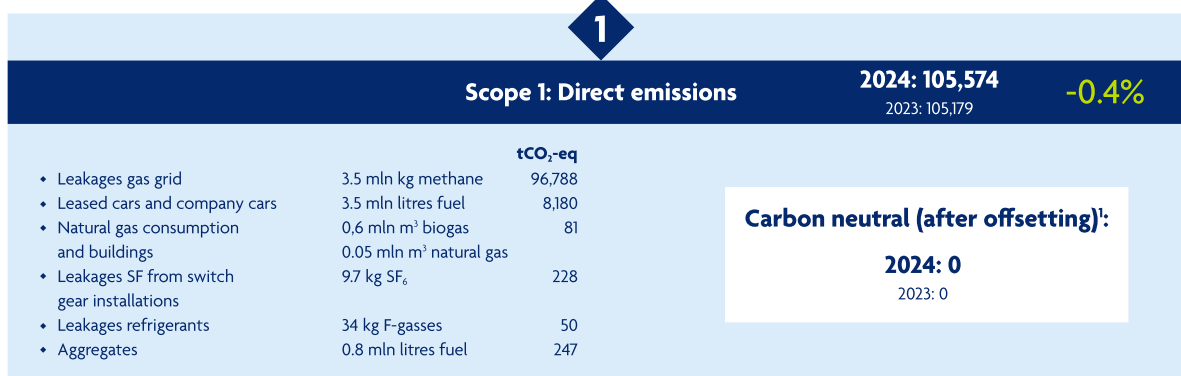 1
Scope 1: Direct emissions
2024: 105,574
2023: 105,179
-0.4%
tCO₂-eq
Leakages gas grid 3.5 mln kg methane 96,788
Leased cars and company cars 3.5 mln litres fuel 8,180
Natural gas consumption 0,6 mln m³ biogas 81
and buildings 0.05 mln m³ natural gas
Leakages SF from switch 9.7 kg SF₆ 228
gear installations
Leakages refrigerants 34 kg F-gasses 50
Aggregates 0.8 mln litres fuel 247
Carbon neutral (after offsetting)¹:
2024: 0
2023: 0